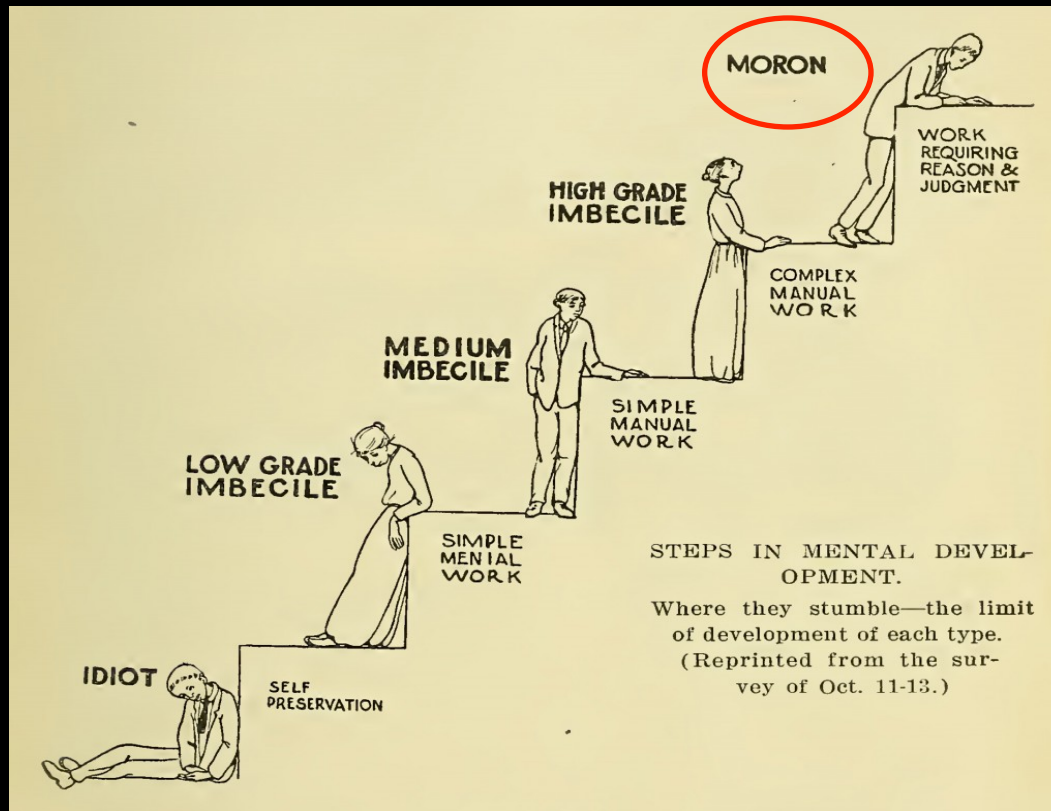 MORON
WORK
REQUIRING
REASON &
JUDGMENT
HIGH GRADE
IMBECILE
COMPLEX
MANUAL
WORK
MEDIUM
IMBECILE
SIMPLE
MANUAL
WORK
LOW GRADE
IMBECILE
SIMPLE
MENIAL
WORK
IDIOT
SELF
PRESERVATION
STEPS IN MENTAL DEVEL-
OPMENT.
Where they stumble—the limit
of development of each type.
(Reprinted from the sur-
vey of Oct. 11-13.)